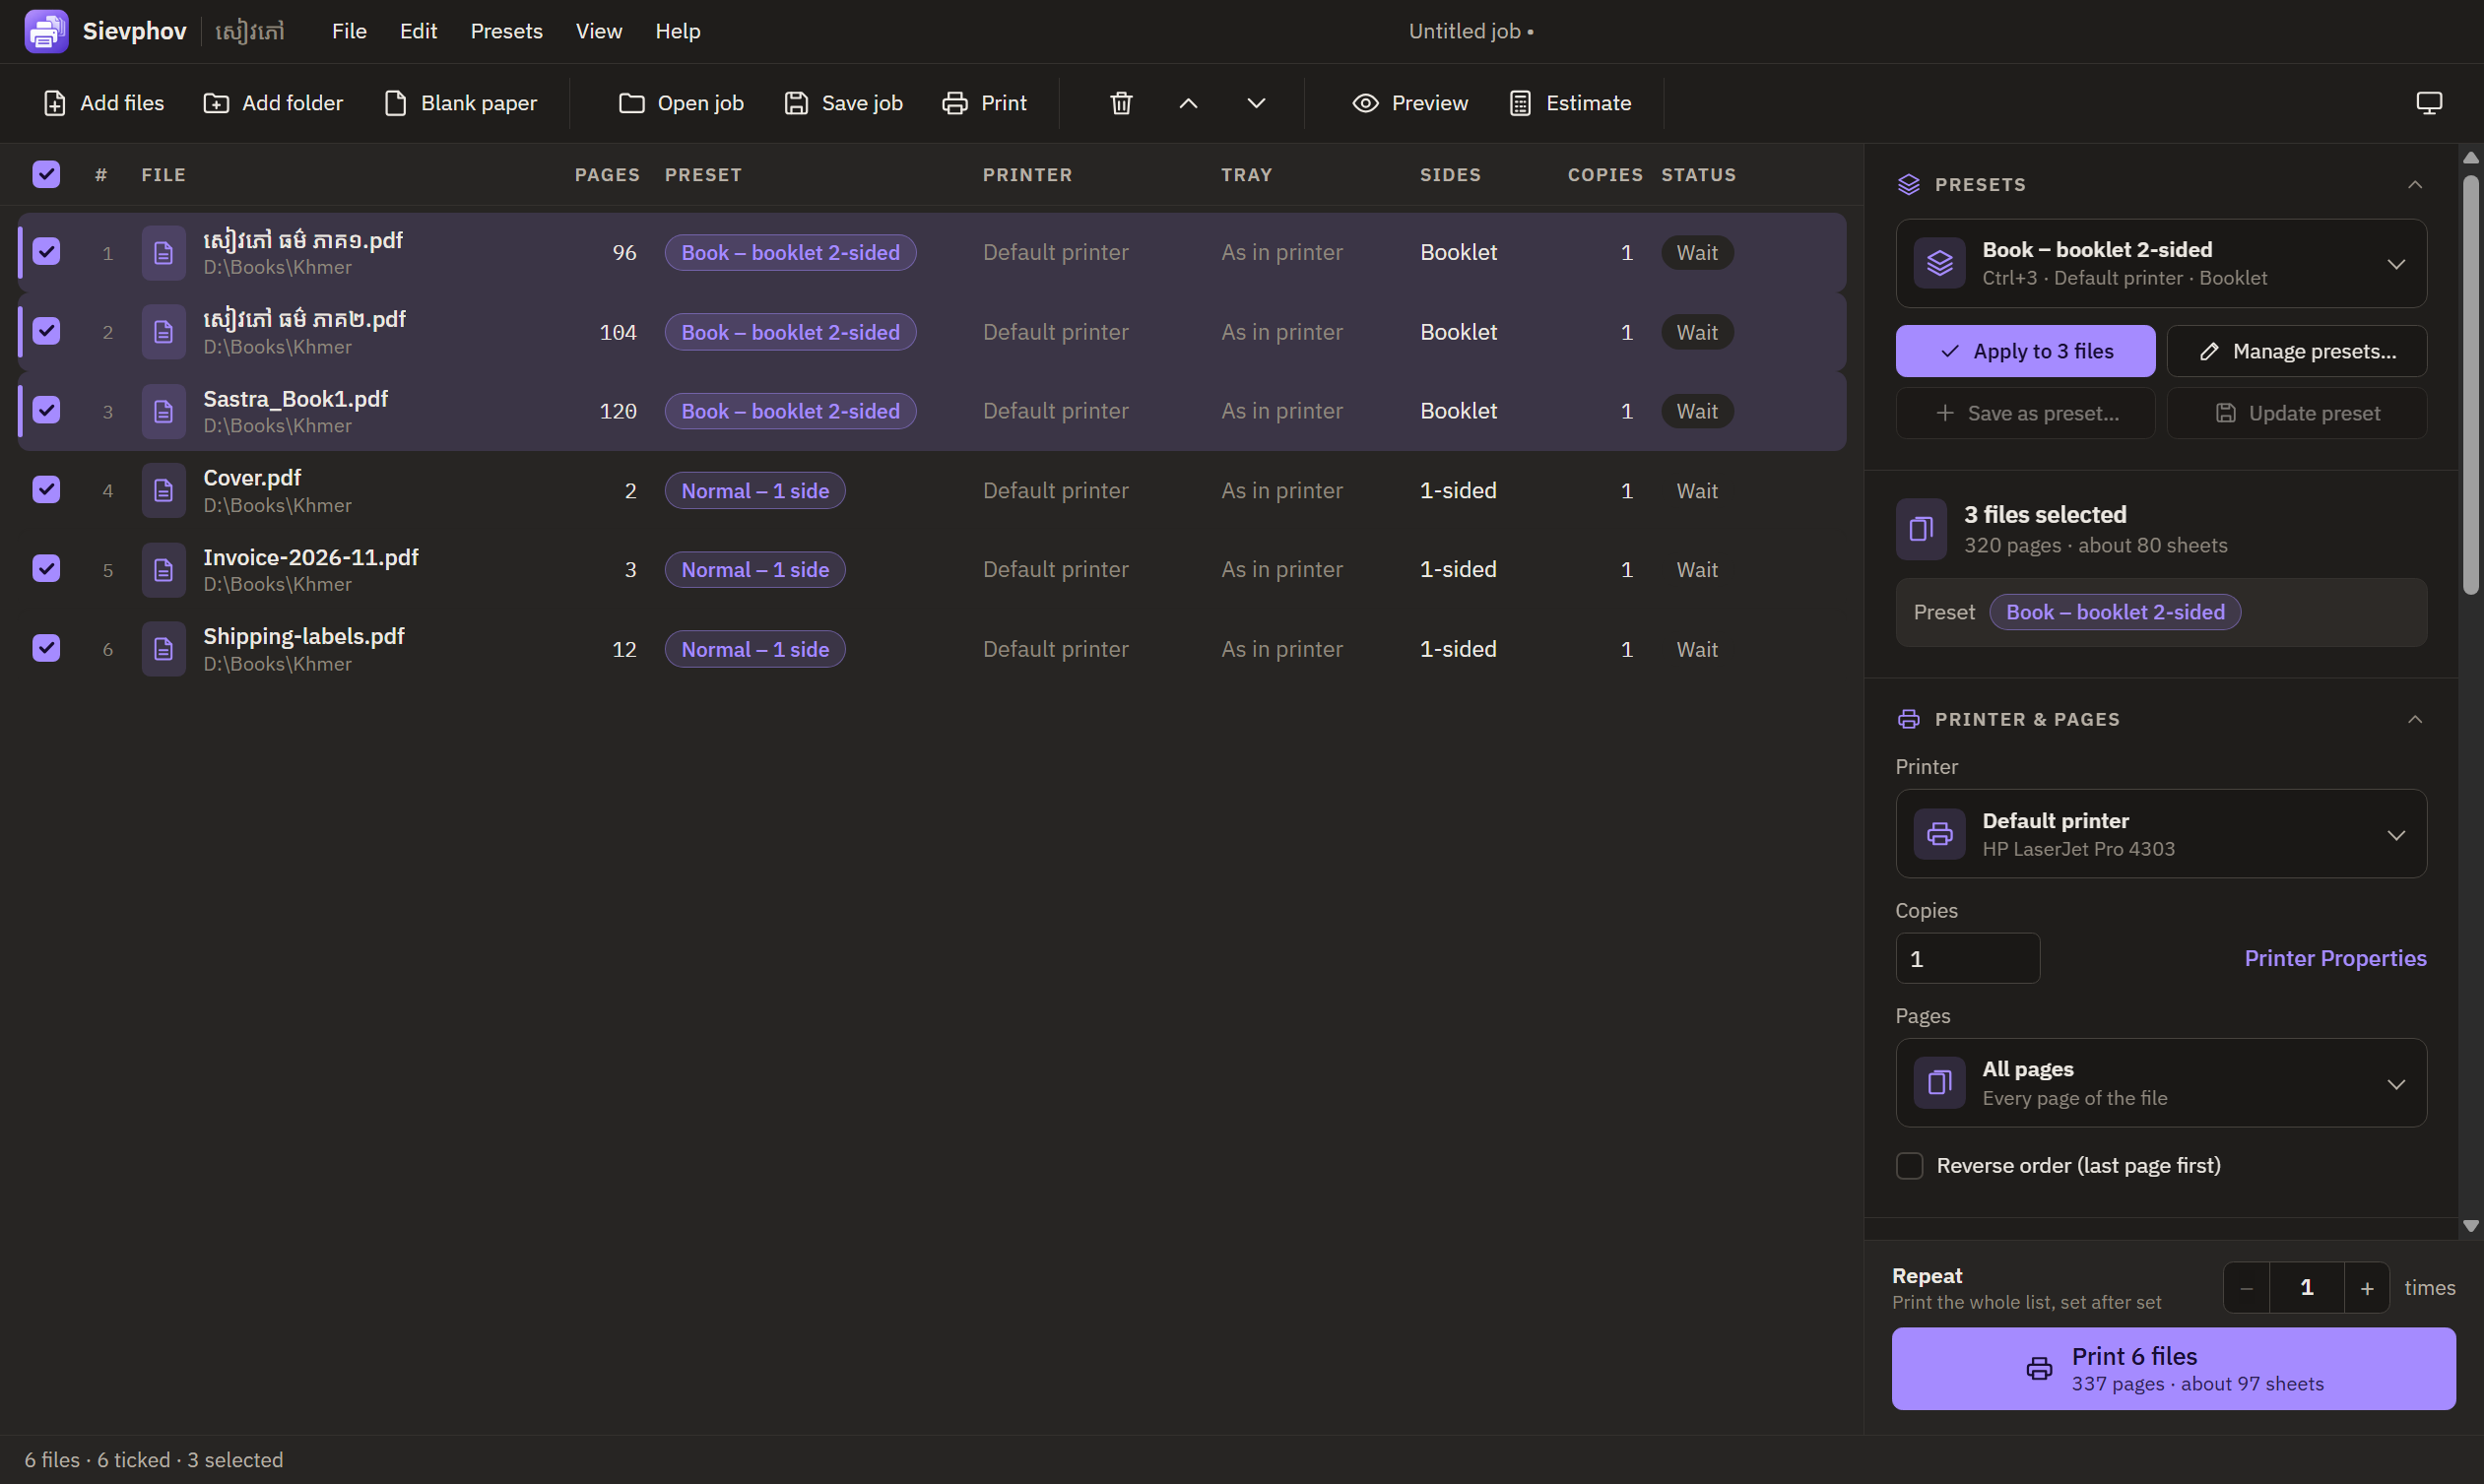 Sievphov សៀវភៅ File Edit Presets View Help Untitled job •
Add files Add folder Blank paper Open job Save job Print Preview Estimate
# FILE PAGES PRESET PRINTER TRAY SIDES COPIES STATUS
1 សៀវភៅ ធម៌ ភាគ១.pdf 96 Book – booklet 2-sided Default printer As in printer Booklet 1 Wait
D:\Books\Khmer
2 សៀវភៅ ធម៌ ភាគ២.pdf 104 Book – booklet 2-sided Default printer As in printer Booklet 1 Wait
D:\Books\Khmer
3 Sastra_Book1.pdf 120 Book – booklet 2-sided Default printer As in printer Booklet 1 Wait
D:\Books\Khmer
4 Cover.pdf 2 Normal – 1 side Default printer As in printer 1-sided 1 Wait
D:\Books\Khmer
5 Invoice-2026-11.pdf 3 Normal – 1 side Default printer As in printer 1-sided 1 Wait
D:\Books\Khmer
6 Shipping-labels.pdf 12 Normal – 1 side Default printer As in printer 1-sided 1 Wait
D:\Books\Khmer
PRESETS
Book – booklet 2-sided
Ctrl+3 · Default printer · Booklet
Apply to 3 files Manage presets...
Save as preset... Update preset
3 files selected
320 pages · about 80 sheets
Preset Book – booklet 2-sided
PRINTER & PAGES
Printer
Default printer
HP LaserJet Pro 4303
Copies
1 Printer Properties
Pages
All pages
Every page of the file
Reverse order (last page first)
Repeat
Print the whole list, set after set
– 1 + times
Print 6 files
337 pages · about 97 sheets
6 files · 6 ticked · 3 selected